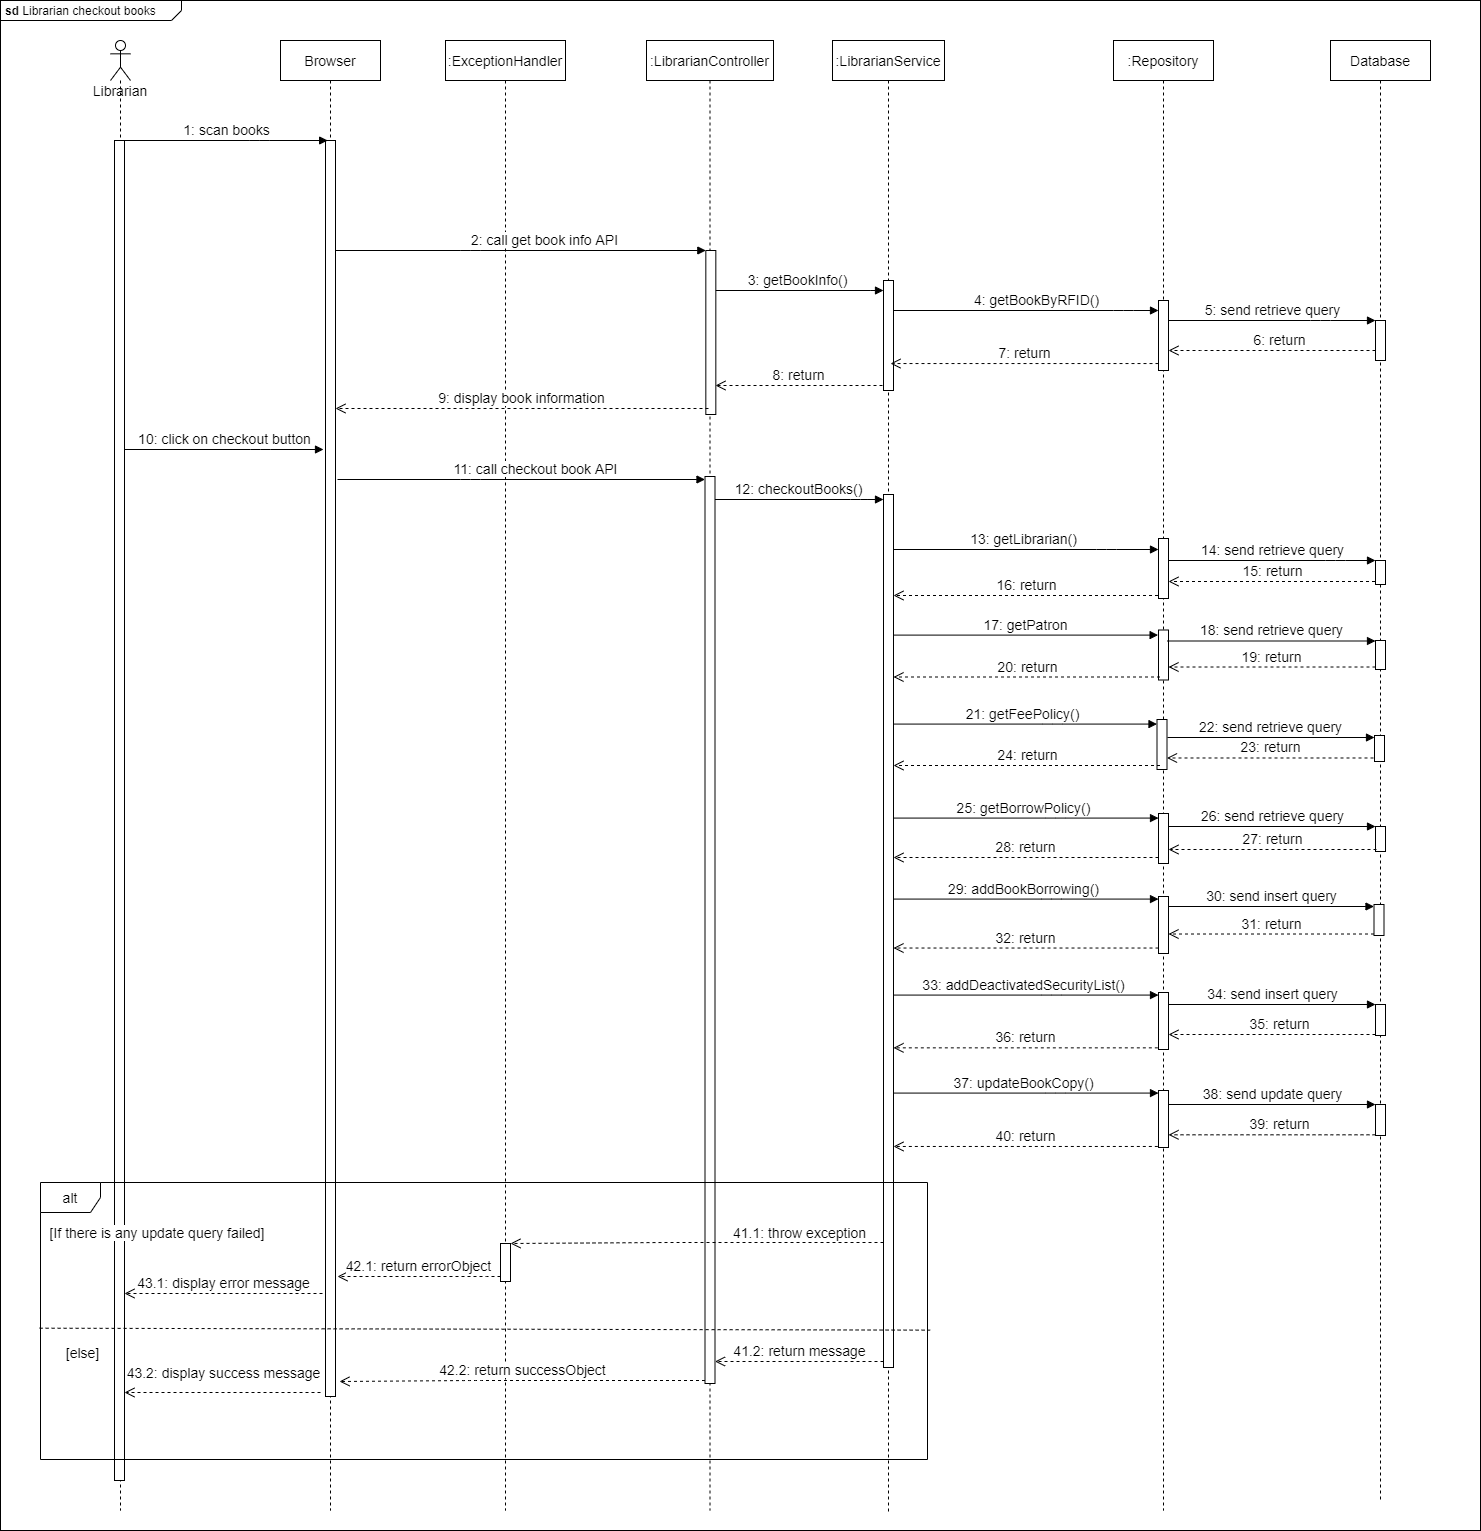 sd Librarian checkout books
Librarian
Browser
:ExceptionHandler
:LibrarianController
:LibrarianService
:Repository
Database
1: scan books
2: call get book info API
3: getBookInfo()
4: getBookByRFID()
5: send retrieve query
6: return
7: return
8: return
9: display book information
10: click on checkout button
11: call checkout book API
12: checkoutBooks()
13: getLibrarian()
14: send retrieve query
15: return
16: return
17: getPatron
18: send retrieve query
19: return
20: return
21: getFeePolicy()
22: send retrieve query
23: return
24: return
25: getBorrowPolicy()
26: send retrieve query
27: return
28: return
29: addBookBorrowing()
30: send insert query
31: return
32: return
33: addDeactivatedSecurityList()
34: send insert query
35: return
36: return
37: updateBookCopy()
38: send update query
39: return
40: return
alt
[If there is any update query failed]
41.1: throw exception
42.1: return errorObject
43.1: display error message
[else]
41.2: return message
42.2: return successObject
43.2: display success message